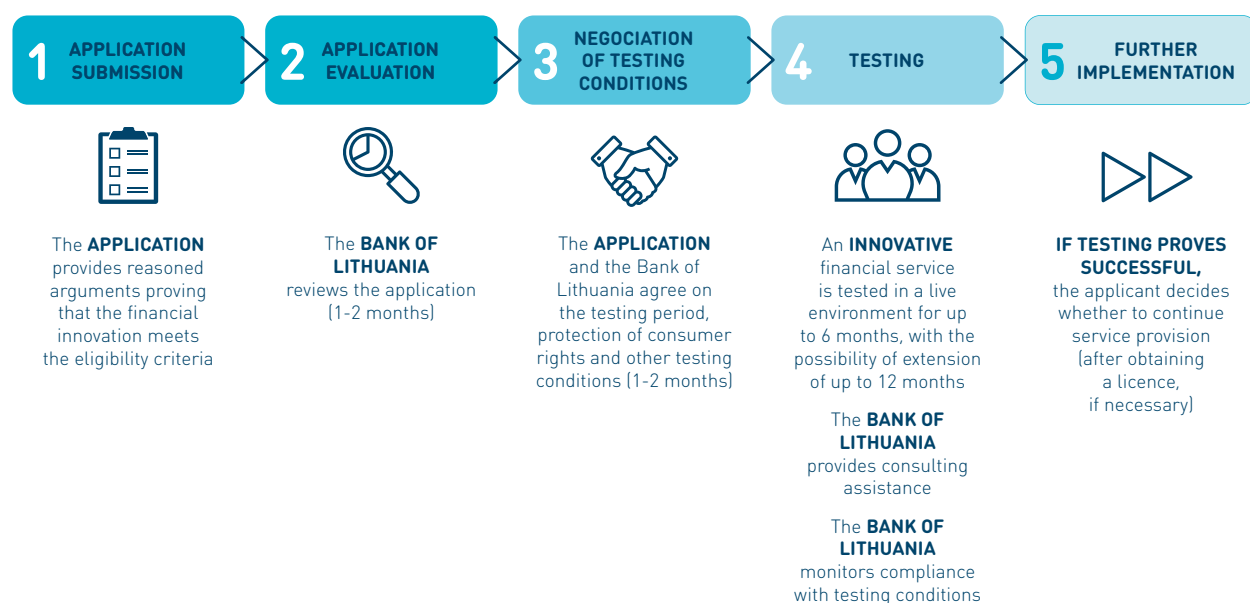 1 APPLICATION
SUBMISSION
2 APPLICATION
EVALUATION
3 NEGOCIATION
OF TESTING
CONDITIONS
4 TESTING
5 FURTHER
IMPLEMENTATION
The APPLICATION
provides reasoned
arguments proving
that the financial
innovation meets
the eligibility criteria
The BANK OF
LITHUANIA
reviews the application
(1-2 months)
The APPLICATION
and the Bank of
Lithuania agree on
the testing period,
protection of consumer
rights and other testing
conditions (1-2 months)
An INNOVATIVE
financial service
is tested in a live
environment for up
to 6 months, with the
possibility of extension
of up to 12 months
The BANK OF
LITHUANIA
provides consulting
assistance
The BANK OF
LITHUANIA
monitors compliance
with testing conditions
IF TESTING PROVES
SUCCESSFUL,
the applicant decides
whether to continue
service provision
(after obtaining
a licence,
if necessary)